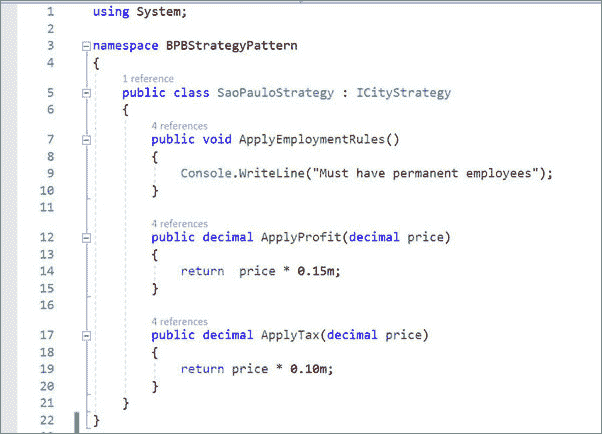 1 using System;
2
3 namespace BPBStrategyPattern
4 {
1 reference
5 public class SaoPauloStrategy : ICityStrategy
6 {
4 references
7 public void ApplyEmploymentRules()
8 {
9 Console.WriteLine("Must have permanent employees");
10 }
11
4 references
12 public decimal ApplyProfit(decimal price)
13 {
14 return  price * 0.15m;
15 }
16
4 references
17 public decimal ApplyTax(decimal price)
18 {
19 return price * 0.10m;
20 }
21 }
22 }